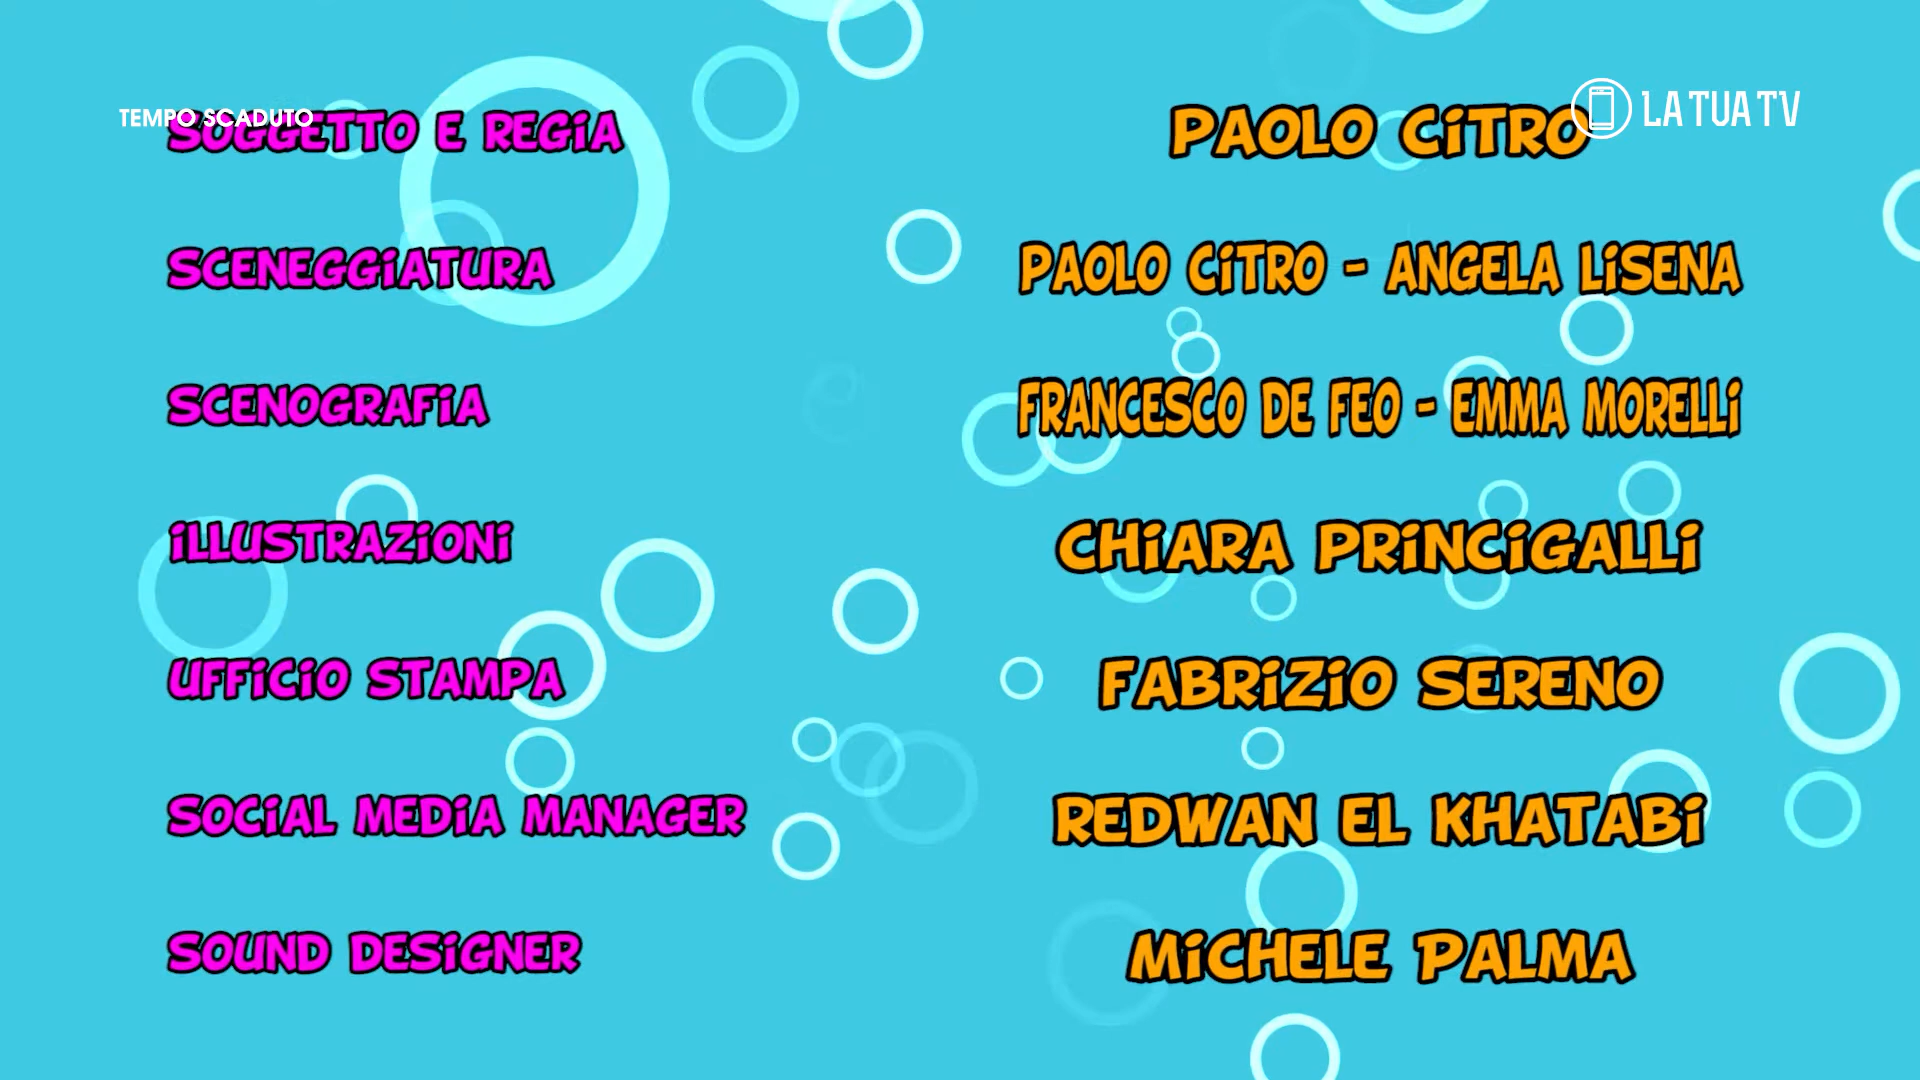 TEMPO SCADUTO
LA TUA TV
SOGGETTO E REGiA PAOLO CiTRO
SCENEGGiATURA PAOLO CiTRO - ANGELA LiSENA
SCENOGRAFiA FRANCESCO DE FEO - EMMA MORELLi
iLLUSTRAZiONi CHiARA PRiNCiGALLi
UFFiCiO STAMPA FABRiZiO SERENO
SOCiAL MEDiA MANAGER REDWAN EL KHATABi
SOUND DESiGNER MiCHELE PALMA